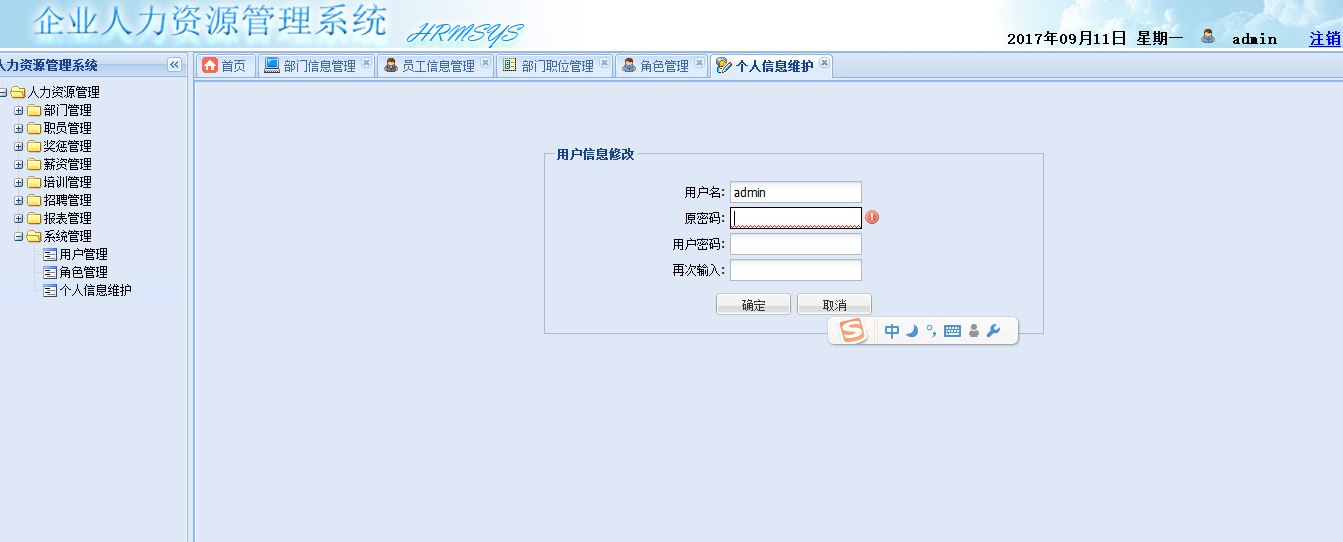 企业人力资源管理系统 HRMSYS
2017年09月11日 星期一 admin 注销
人力资源管理系统
首页 部门信息管理 员工信息管理 部门职位管理 角色管理 个人信息维护
人力资源管理
部门管理
职员管理
奖惩管理
薪资管理
培训管理
招聘管理
报表管理
系统管理
用户管理
角色管理
个人信息维护
用户信息修改
用户名: admin
原密码:
用户密码:
再次输入:
确定 取消
S 中